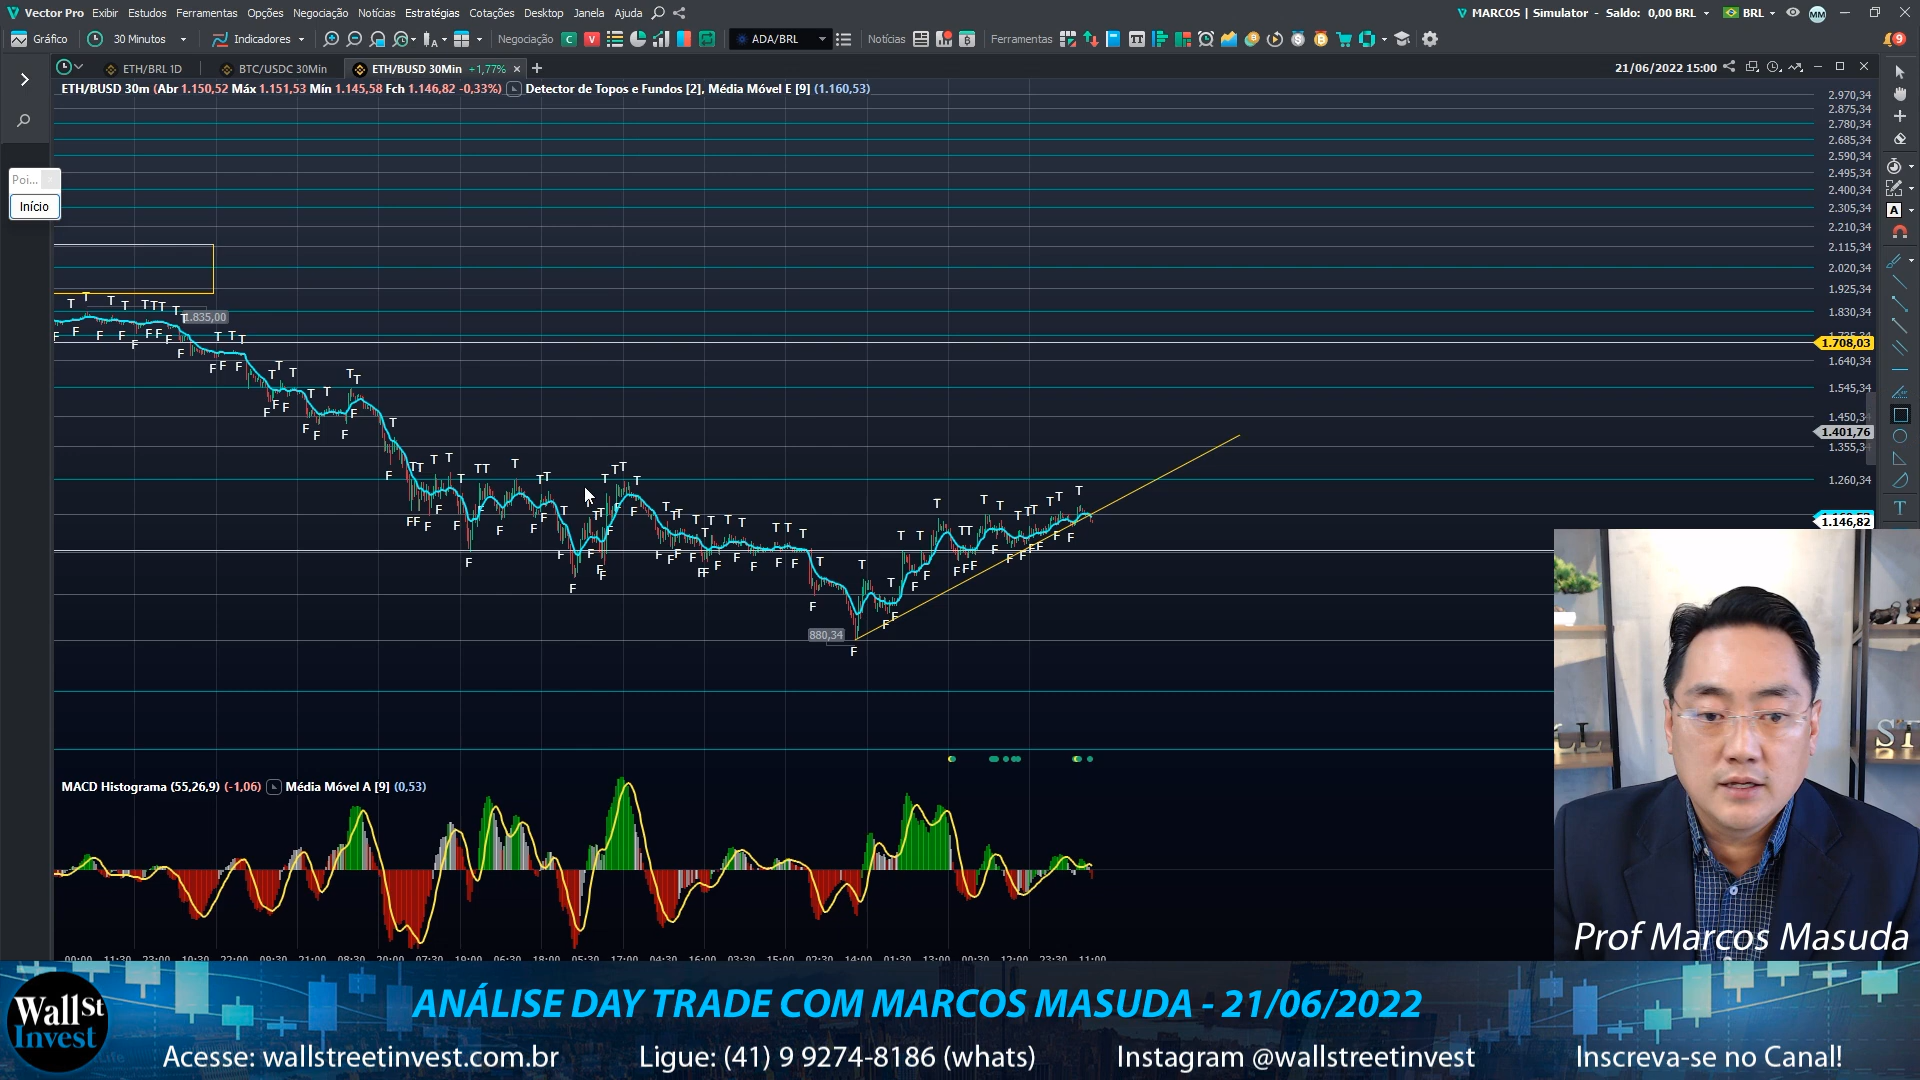 Vector Pro Exibir Estudos Ferramentas Opções Negociação Notícias Estratégias Cotações Desktop Janela Ajuda
MARCOS | Simulator - Saldo: 0,00 BRL BRL MM
Gráfico 30 Minutos Indicadores Negociação C V ADA/BRL Notícias Ferramentas 9
ETH/BRL 1D BTC/USDC 30Min ETH/BUSD 30Min +1,77%
21/06/2022 15:00
ETH/BUSD 30m (Abr 1.150,52 Máx 1.151,53 Mín 1.145,58 Fch 1.146,82 -0,33%) Detector de Topos e Fundos [2], Média Móvel E [9] (1.160,53)
Poi...
Início
2.970,34
2.875,34
2.780,34
2.685,34
2.590,34
2.495,34
2.400,34
2.305,34
2.210,34
2.115,34
2.020,34
1.925,34
1.830,34
1.735,34
1.708,03
1.640,34
1.545,34
1.450,34
1.401,76
1.355,34
1.260,34
1.146,82
1.835,00
880,34
MACD Histograma (55,26,9) (-1,06) Média Móvel A [9] (0,53)
Prof Marcos Masuda
Wall St
Invest
ANÁLISE DAY TRADE COM MARCOS MASUDA - 21/06/2022
Acesse: wallstreetinvest.com.br Ligue: (41) 9 9274-8186 (whats) Instagram @wallstreetinvest Inscreva-se no Canal!